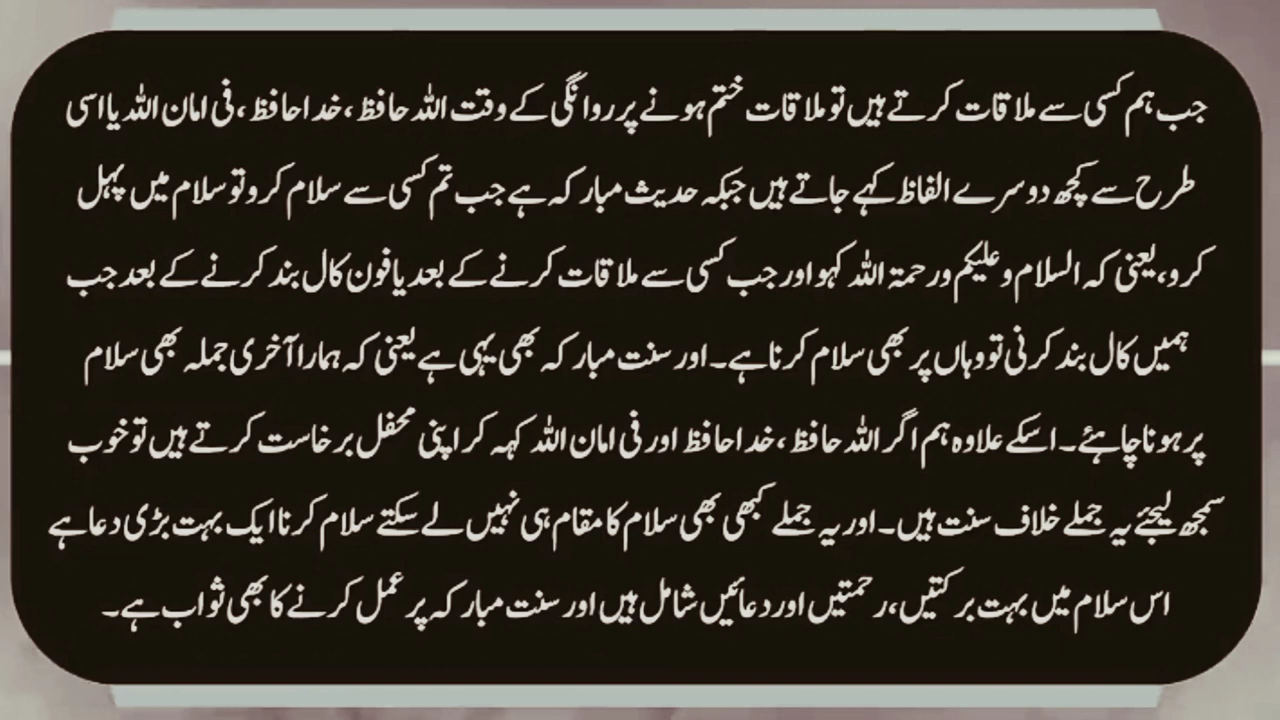 جب ہم کسی سے ملاقات کرتے ہیں تو ملاقات ختم ہونے پر روانگی کے وقت اللہ حافظ ، خدا حافظ ، فی امان اللہ یا اسی
طرح سے کچھ دوسرے الفاظ کہے جاتے ہیں جبکہ حدیث مبارکہ ہے جب تم کسی سے سلام کرو تو سلام میں پہل
کرو، یعنی کہ السلام و علیکم ورحمۃ اللہ کہو اور جب کسی سے ملاقات کرنے کے بعد یا فون کال بند کرنے کے بعد جب
ہمیں کال بند کرنی تو وہاں پر بھی سلام کرنا ہے۔ اور سنت مبارکہ بھی یہی ہے یعنی کہ ہمارا آخری جملہ بھی سلام
پر ہونا چاہئے۔ اسکے علاوہ ہم اگر اللہ حافظ ، خدا حافظ اور فی امان اللہ کہہ کر اپنی محفل برخاست کرتے ہیں تو خوب
سمجھ لیجئے یہ جملے خلاف سنت ہیں۔ اور یہ جملے کبھی بھی سلام کا مقام ہی نہیں لے سکتے سلام کرنا ایک بہت بڑی دعا ہے
اس سلام میں بہت برکتیں، رحمتیں اور دعائیں شامل ہیں اور سنت مبارکہ پر عمل کرنے کا بھی ثواب ہے۔